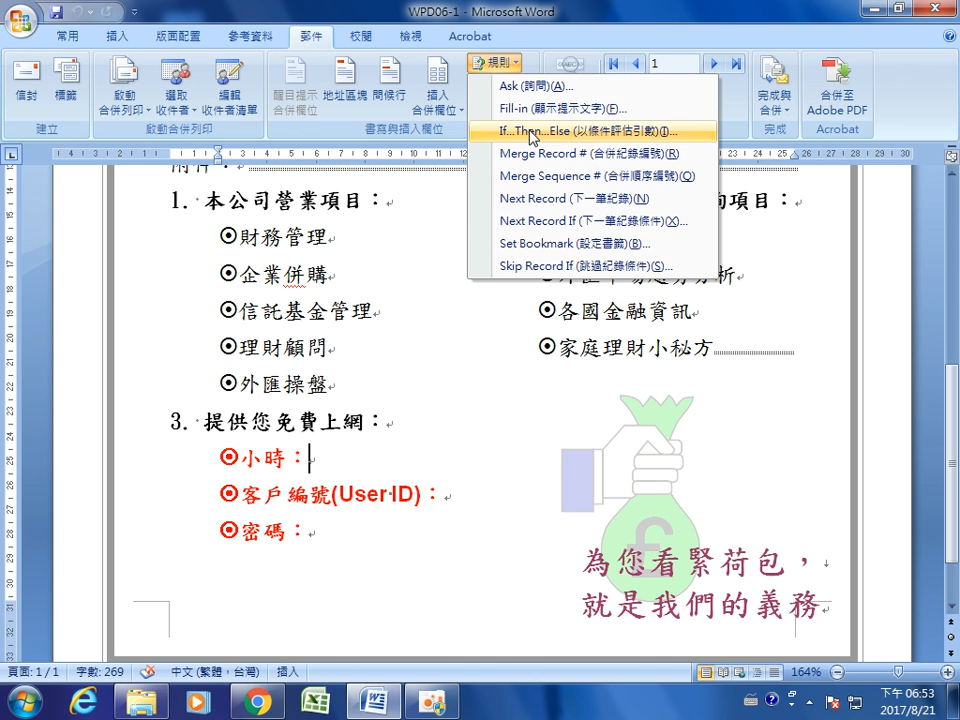 WPD06-1 - Microsoft Word
常用 插入 版面配置 參考資料 郵件 校閱 檢視 Acrobat
信封 標籤 啟動合併列印 選取收件者 編輯收件者清單 醒目提示合併欄位 地址區塊 問候行 插入合併欄位 規則 ABC 1 完成與合併 合併至 Adobe PDF
建立 啟動合併列印 書寫與插入欄位 完成 Acrobat
Ask (詢問)(A)...
Fill-in (顯示提示文字)(F)...
If...Then...Else (以條件評估引數)(I)...
Merge Record # (合併紀錄編號)(R)
Merge Sequence # (合併順序編號)(Q)
Next Record (下一筆紀錄)(N)
Next Record If (下一筆紀錄條件)(X)...
Set Bookmark (設定書籤)(B)...
Skip Record If (跳過紀錄條件)(S)...
附件：
1. 本公司營業項目：
項目：
財務管理
企業併購
信託基金管理
各國金融資訊
理財顧問
家庭理財小秘方
外匯操盤
3. 提供您免費上網：
小時：
客戶編號(User ID)：
密碼：
為您看緊荷包，
就是我們的義務
頁面: 1 / 1 字數: 269 中文 (繁體，台灣) 插入 164%
下午 06:53
2017/8/21